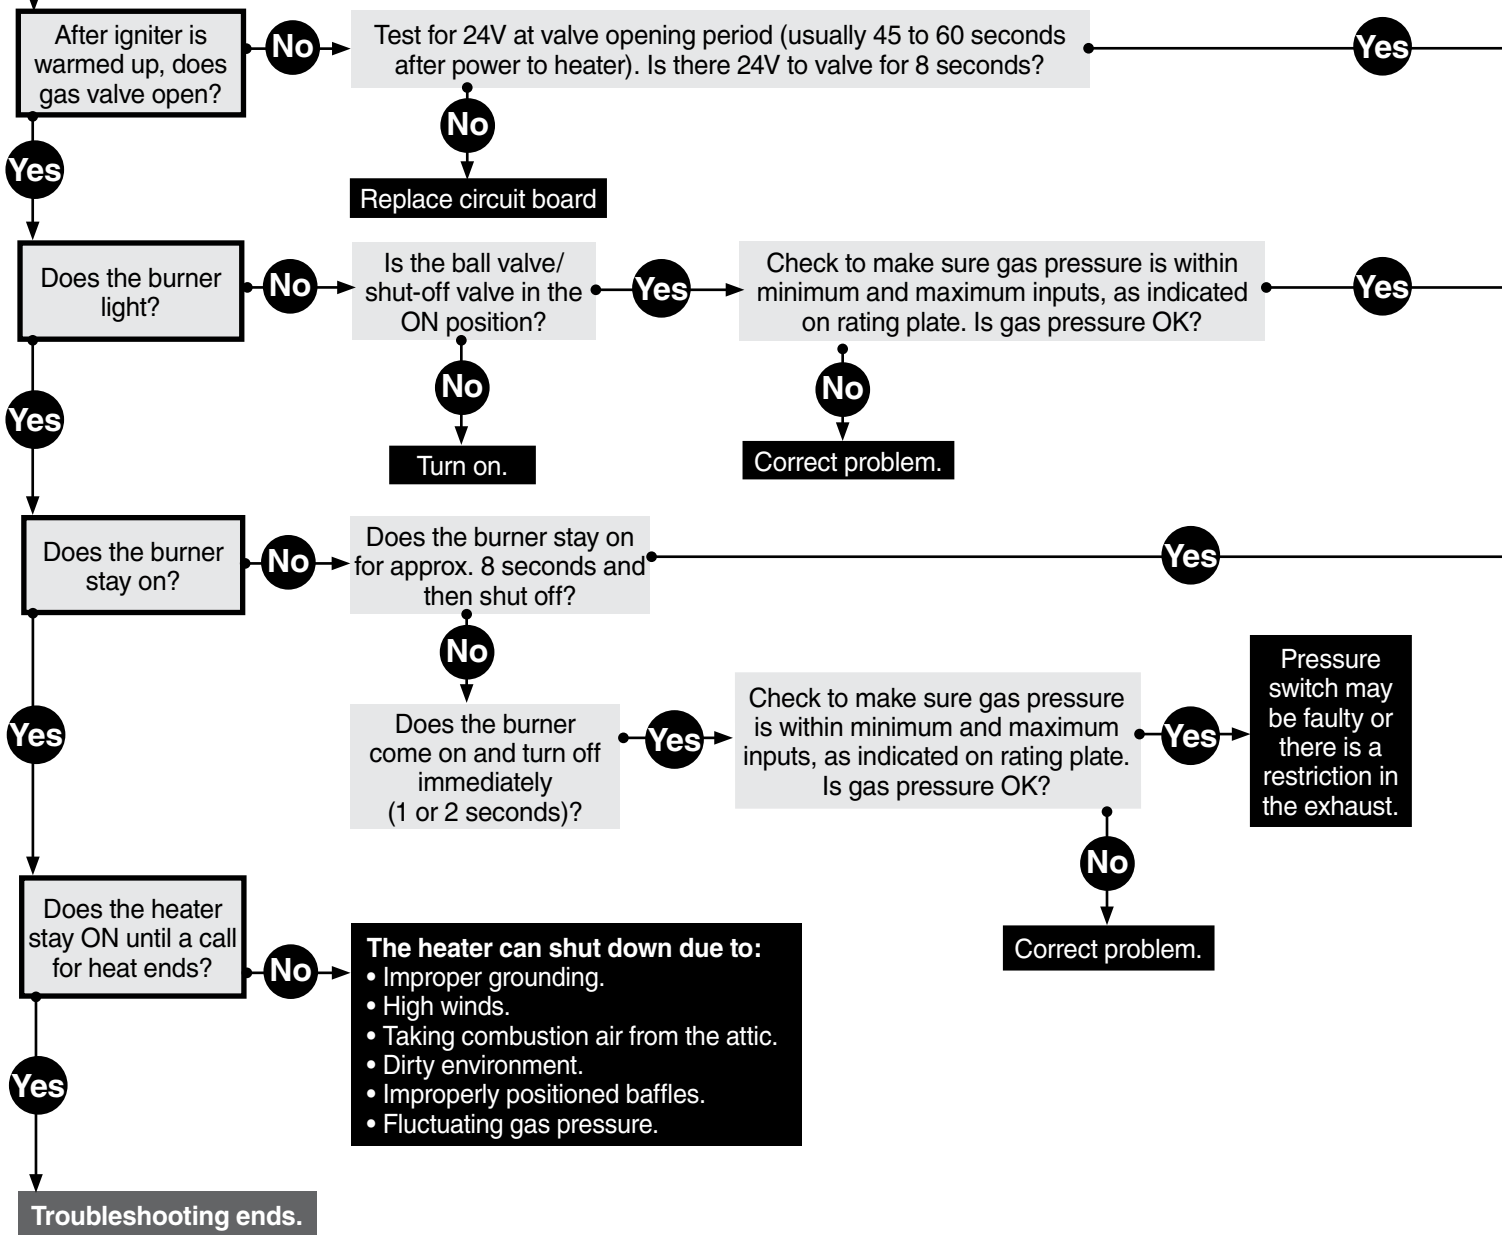 After igniter is
warmed up, does
gas valve open?
No
Test for 24V at valve opening period (usually 45 to 60 seconds
after power to heater). Is there 24V to valve for 8 seconds?
Yes
No
Replace circuit board
Yes
Does the burner
light?
No
Is the ball valve/
shut-off valve in the
ON position?
Yes
Check to make sure gas pressure is within
minimum and maximum inputs, as indicated
on rating plate. Is gas pressure OK?
Yes
No
Turn on.
No
Correct problem.
Yes
Does the burner
stay on?
No
Does the burner stay on
for approx. 8 seconds and
then shut off?
Yes
No
Does the burner
come on and turn off
immediately
(1 or 2 seconds)?
Yes
Check to make sure gas pressure
is within minimum and maximum
inputs, as indicated on rating plate.
Is gas pressure OK?
Yes
Pressure
switch may
be faulty or
there is a
restriction in
the exhaust.
No
Correct problem.
Yes
Does the heater
stay ON until a call
for heat ends?
No
The heater can shut down due to:
• Improper grounding.
• High winds.
• Taking combustion air from the attic.
• Dirty environment.
• Improperly positioned baffles.
• Fluctuating gas pressure.
Yes
Troubleshooting ends.